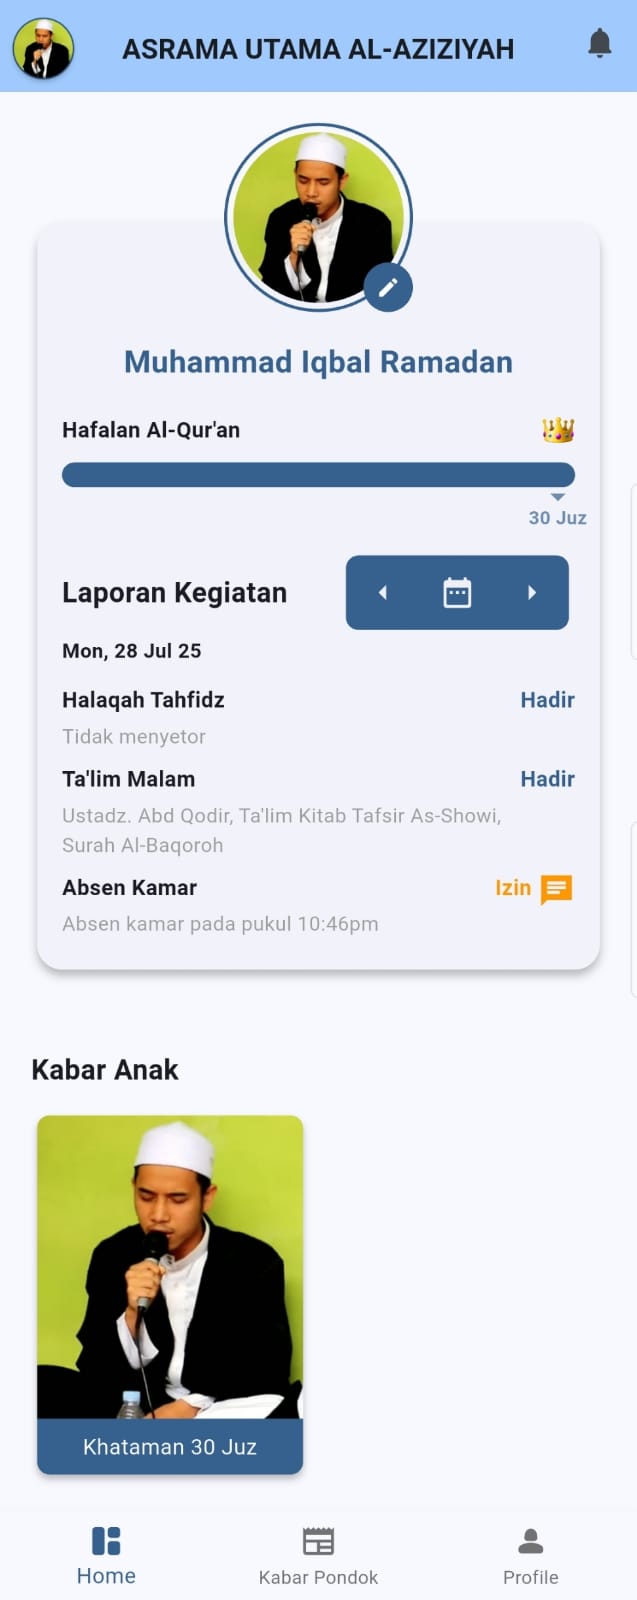 ASRAMA UTAMA AL-AZIZIYAH
Muhammad Iqbal Ramadan
Hafalan Al-Qur'an
30 Juz
Laporan Kegiatan
Mon, 28 Jul 25
Halaqah Tahfidz Hadir
Tidak menyetor
Ta'lim Malam Hadir
Ustadz. Abd Qodir, Ta'lim Kitab Tafsir As-Showi,
Surah Al-Baqoroh
Absen Kamar Izin
Absen kamar pada pukul 10:46pm
Kabar Anak
Khataman 30 Juz
Home Kabar Pondok Profile